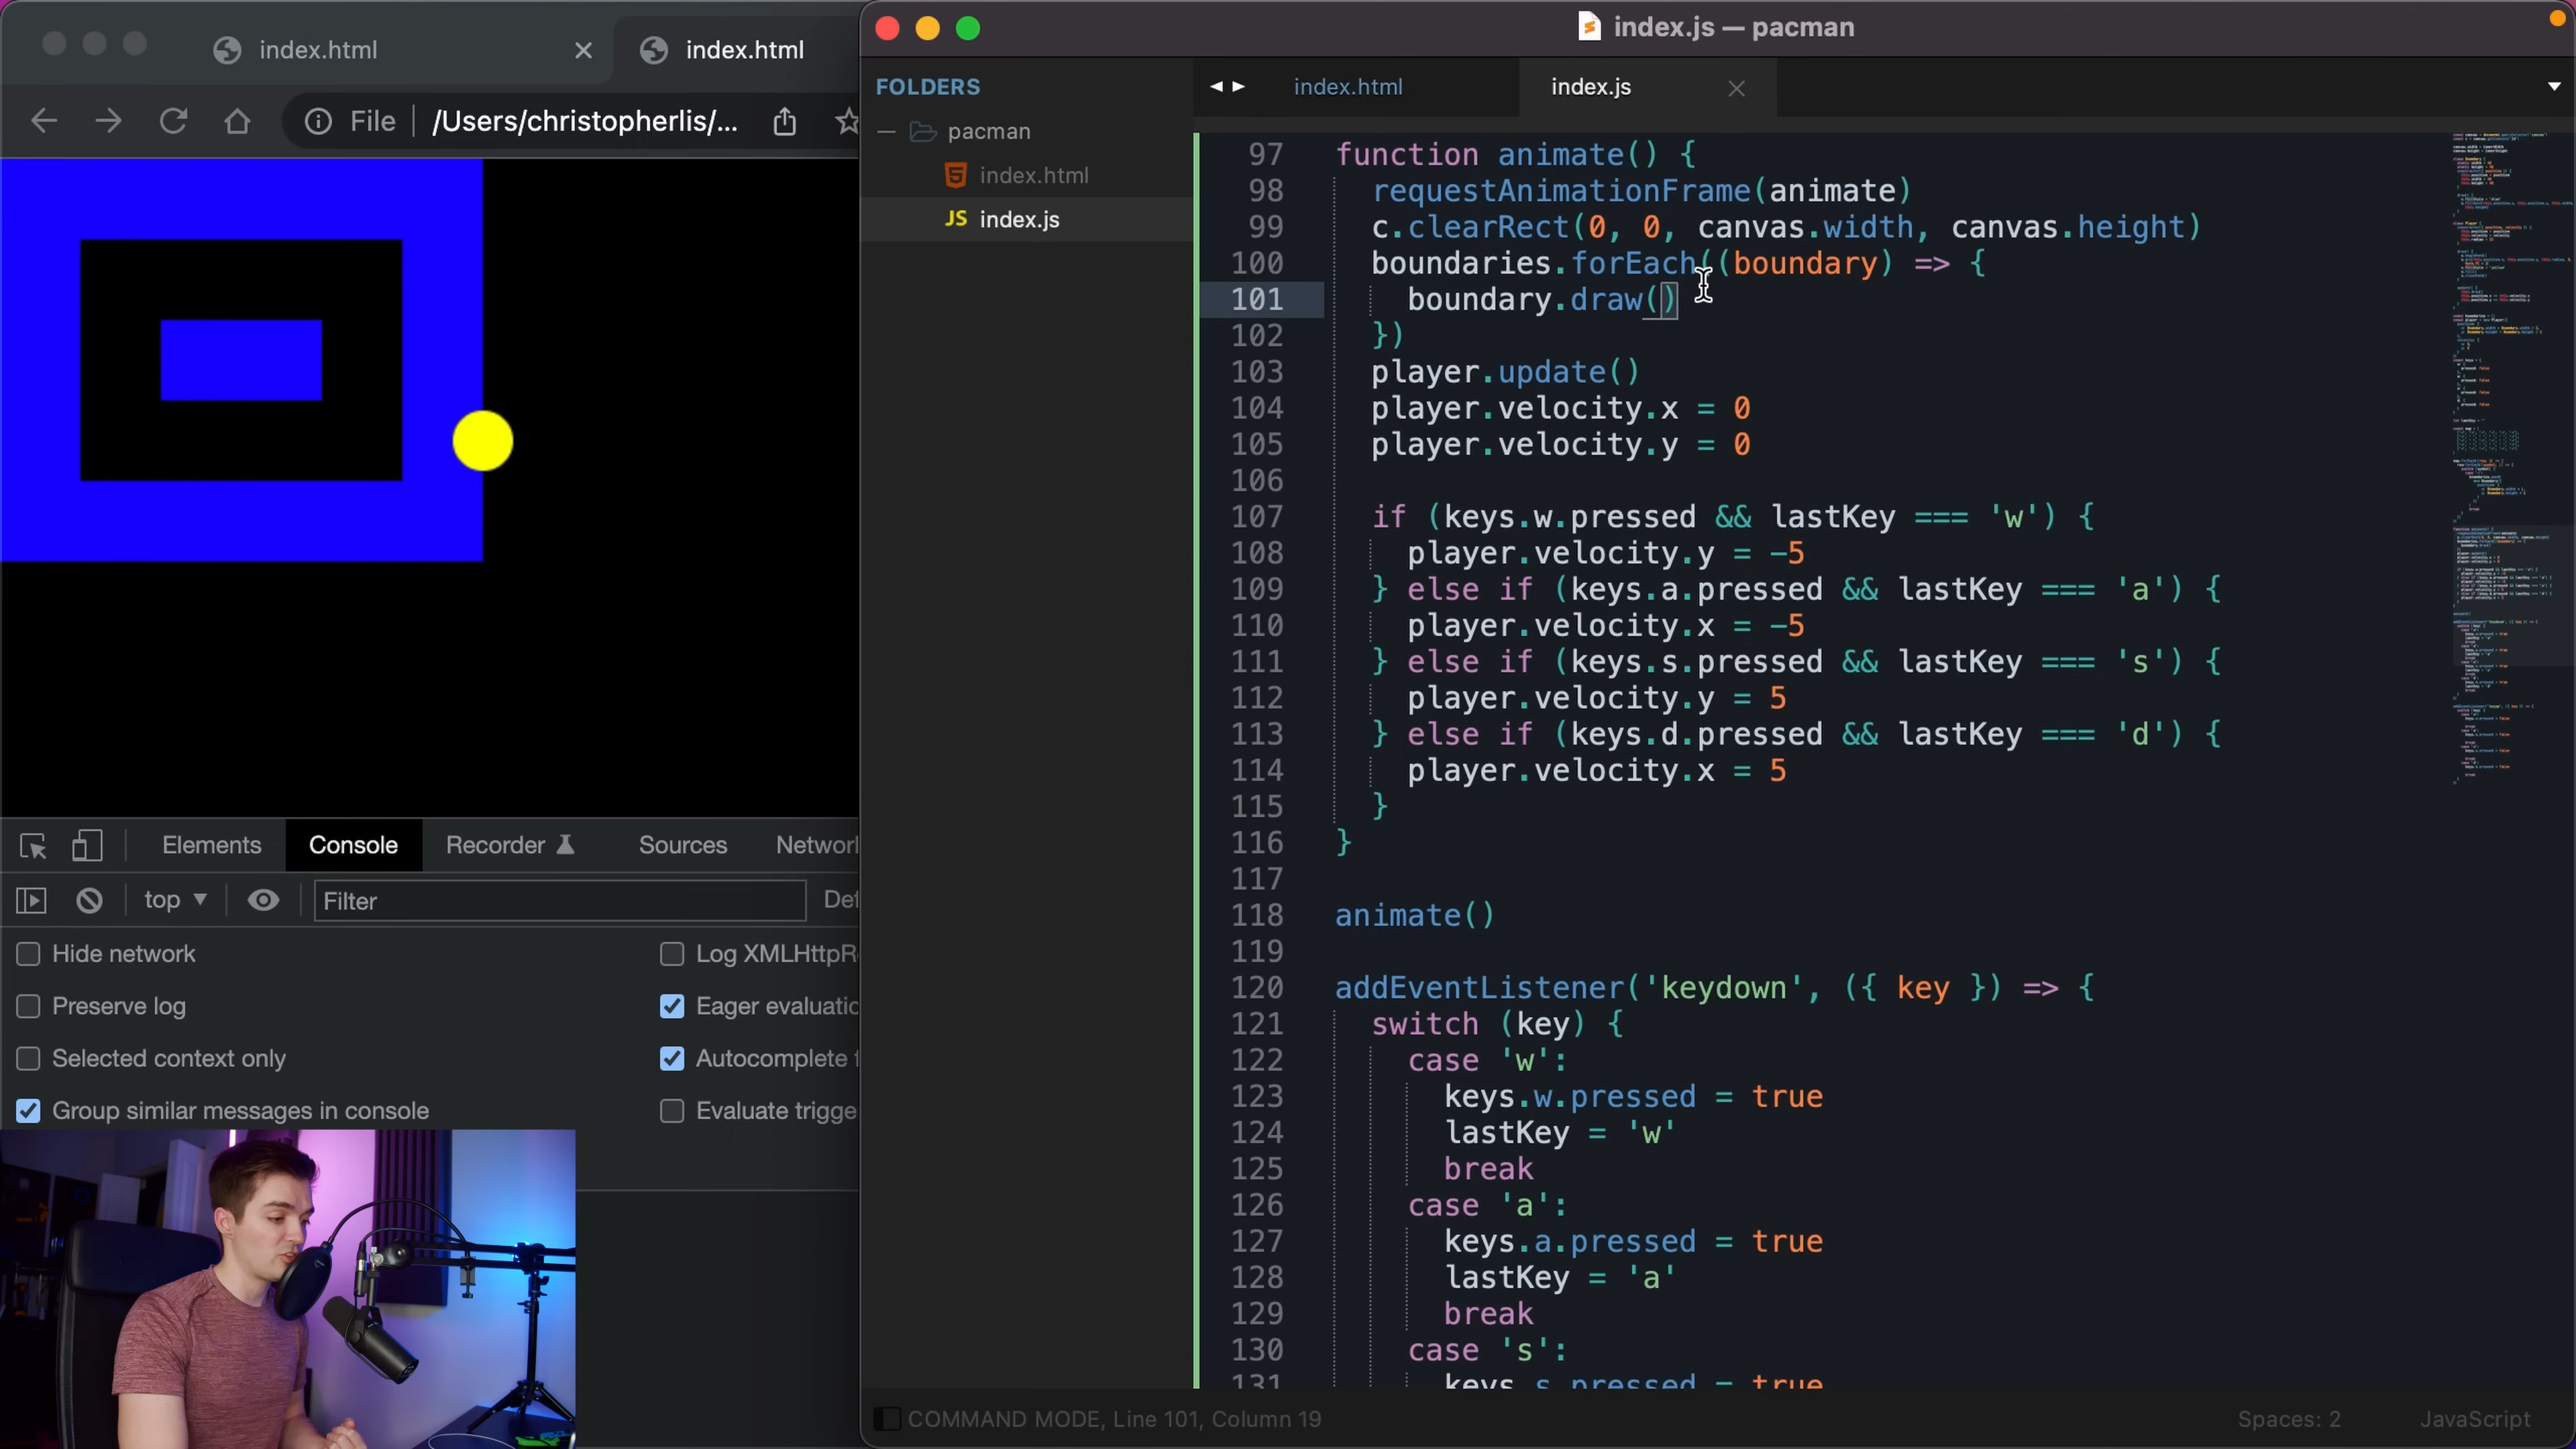 index.html
index.html
File
/Users/christopherlis/...
Elements
Console
Recorder
Sources
top
Filter
Hide network
Preserve log
Selected context only
Eager evaluatio
Group similar messages in console
Evaluate trigge
index.js — pacman
FOLDERS
pacman
index.html
index.js
index.html
index.js
97 function animate() {
98 requestAnimationFrame(animate)
99 c.clearRect(0, 0, canvas.width, canvas.height)
100 boundaries.forEach((boundary) => {
101 boundary.draw()
102 })
103 player.update()
104 player.velocity.x = 0
105 player.velocity.y = 0
106
107 if (keys.w.pressed && lastKey === 'w') {
108 player.velocity.y = -5
109 } else if (keys.a.pressed && lastKey === 'a') {
110 player.velocity.x = -5
111 } else if (keys.s.pressed && lastKey === 's') {
112 player.velocity.y = 5
113 } else if (keys.d.pressed && lastKey === 'd') {
114 player.velocity.x = 5
115 }
116 }
117
118 animate()
119
120 addEventListener('keydown', ({ key }) => {
121 switch (key) {
122 case 'w':
123 keys.w.pressed = true
124 lastKey = 'w'
125 break
126 case 'a':
127 keys.a.pressed = true
128 lastKey = 'a'
129 break
130 case 's':
131 keys.s.pressed = true
COMMAND MODE, Line 101, Column 19
Spaces: 2
JavaScript